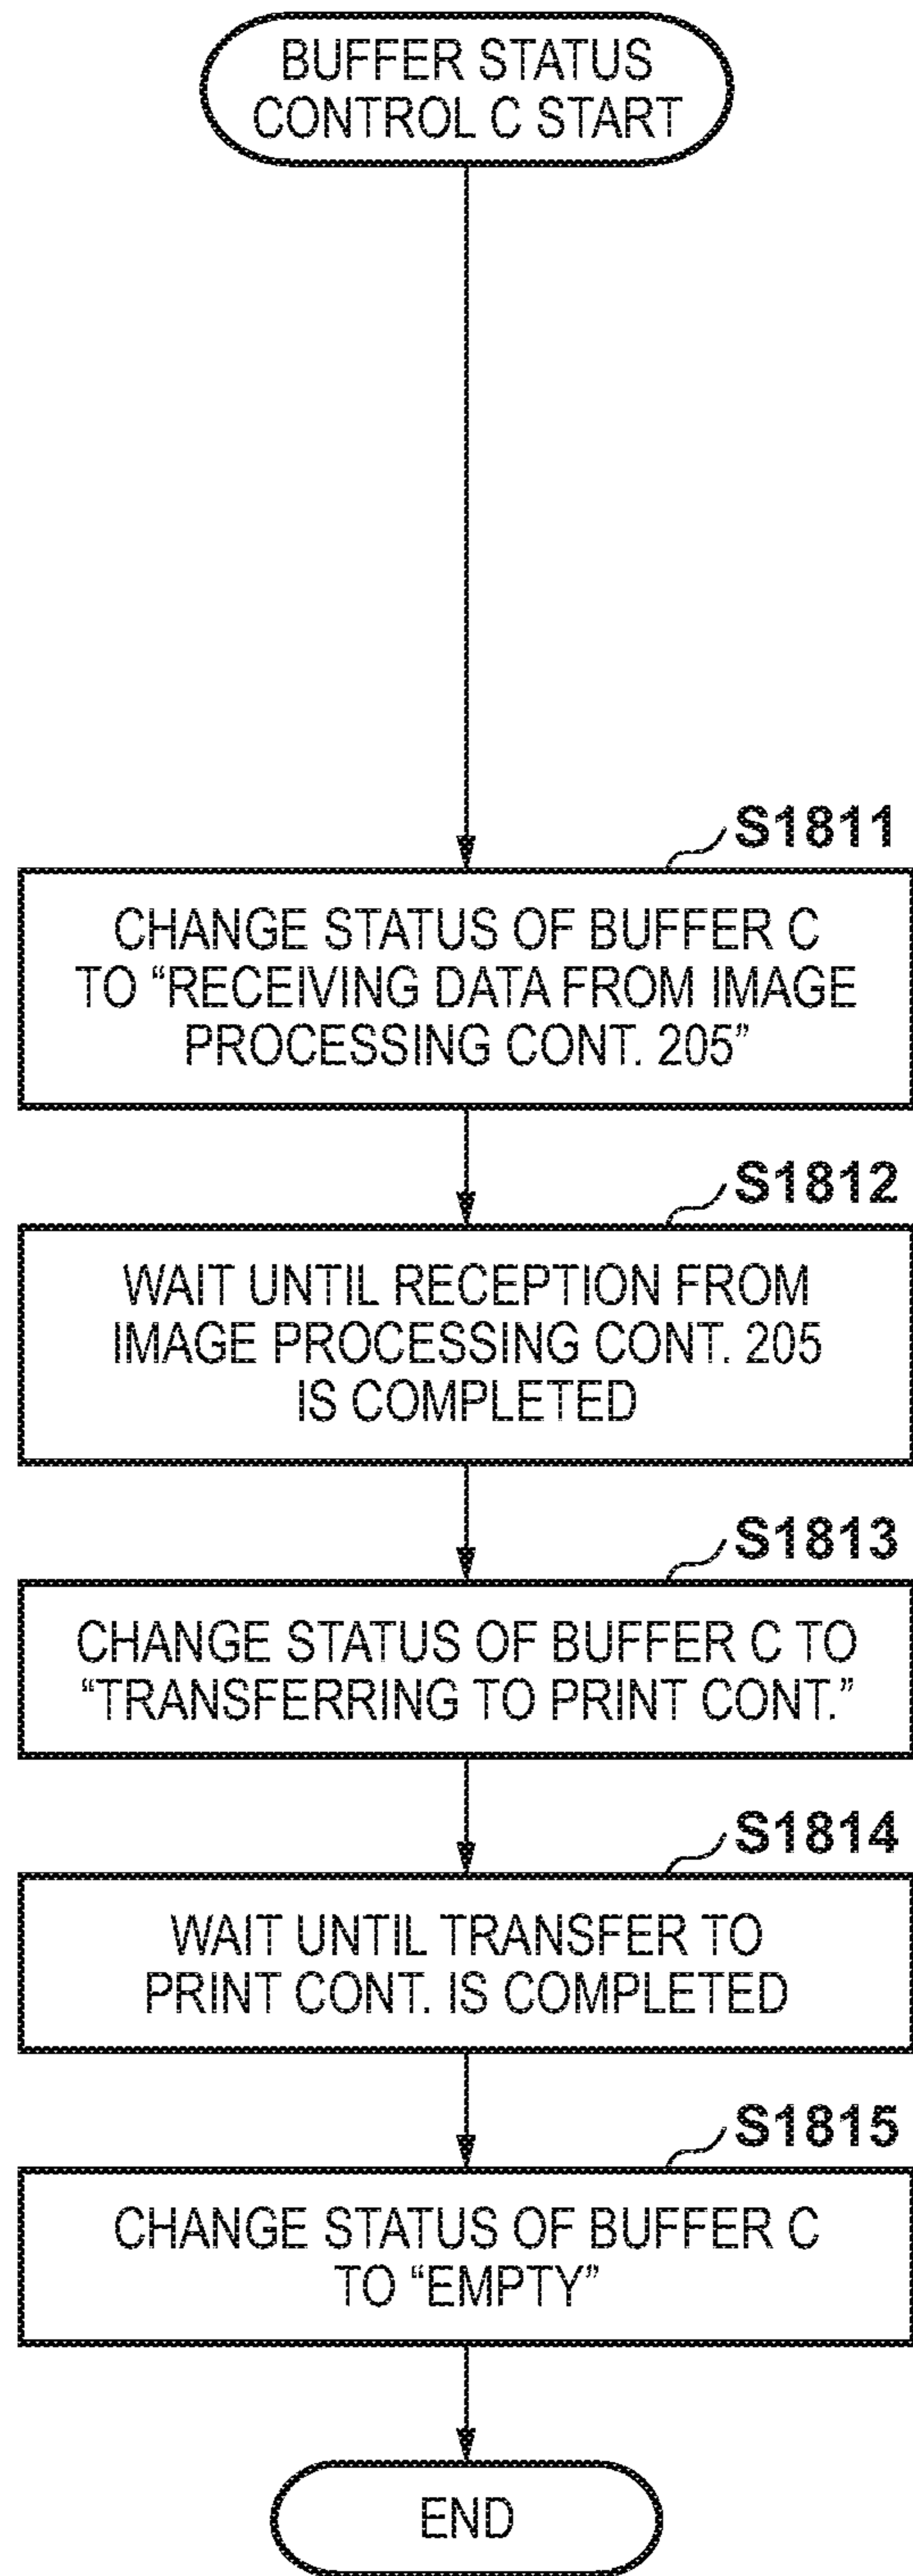 BUFFER STATUS
CONTROL C START
S1811
CHANGE STATUS OF BUFFER C
TO “RECEIVING DATA FROM IMAGE
PROCESSING CONT. 205”
S1812
WAIT UNTIL RECEPTION FROM
IMAGE PROCESSING CONT. 205
IS COMPLETED
S1813
CHANGE STATUS OF BUFFER C TO
“TRANSFERRING TO PRINT CONT.”
S1814
WAIT UNTIL TRANSFER TO
PRINT CONT. IS COMPLETED
S1815
CHANGE STATUS OF BUFFER C
TO “EMPTY”
END